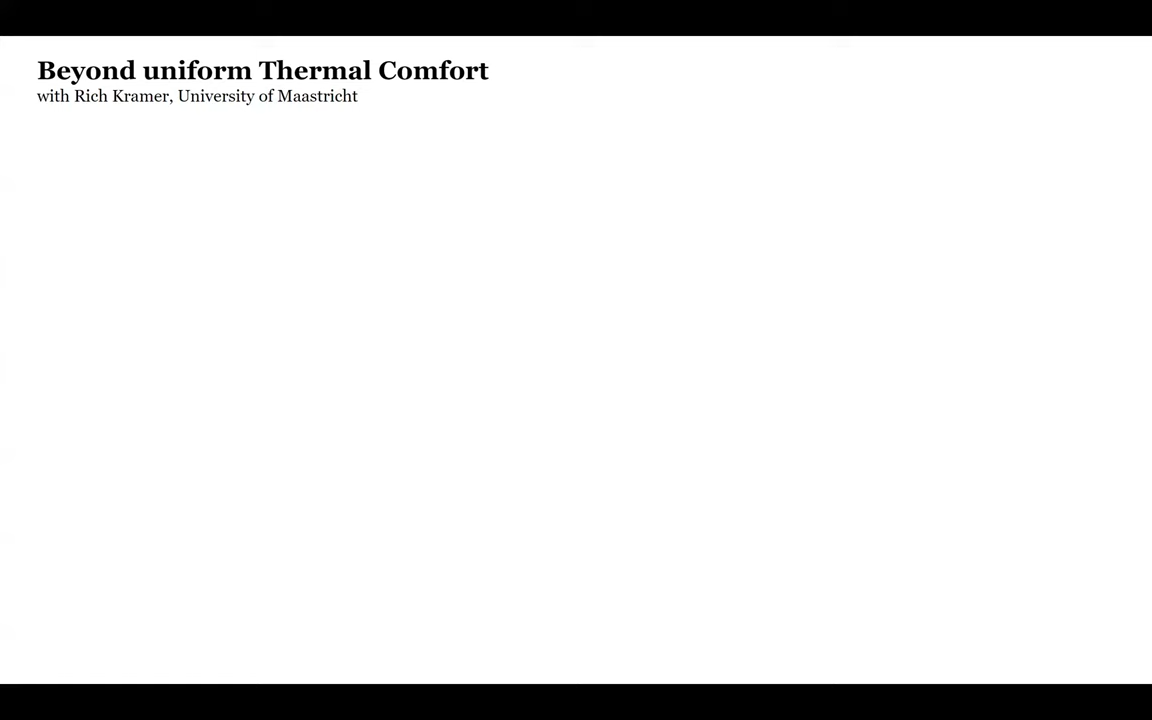 Beyond uniform Thermal Comfort
with Rich Kramer, University of Maastricht